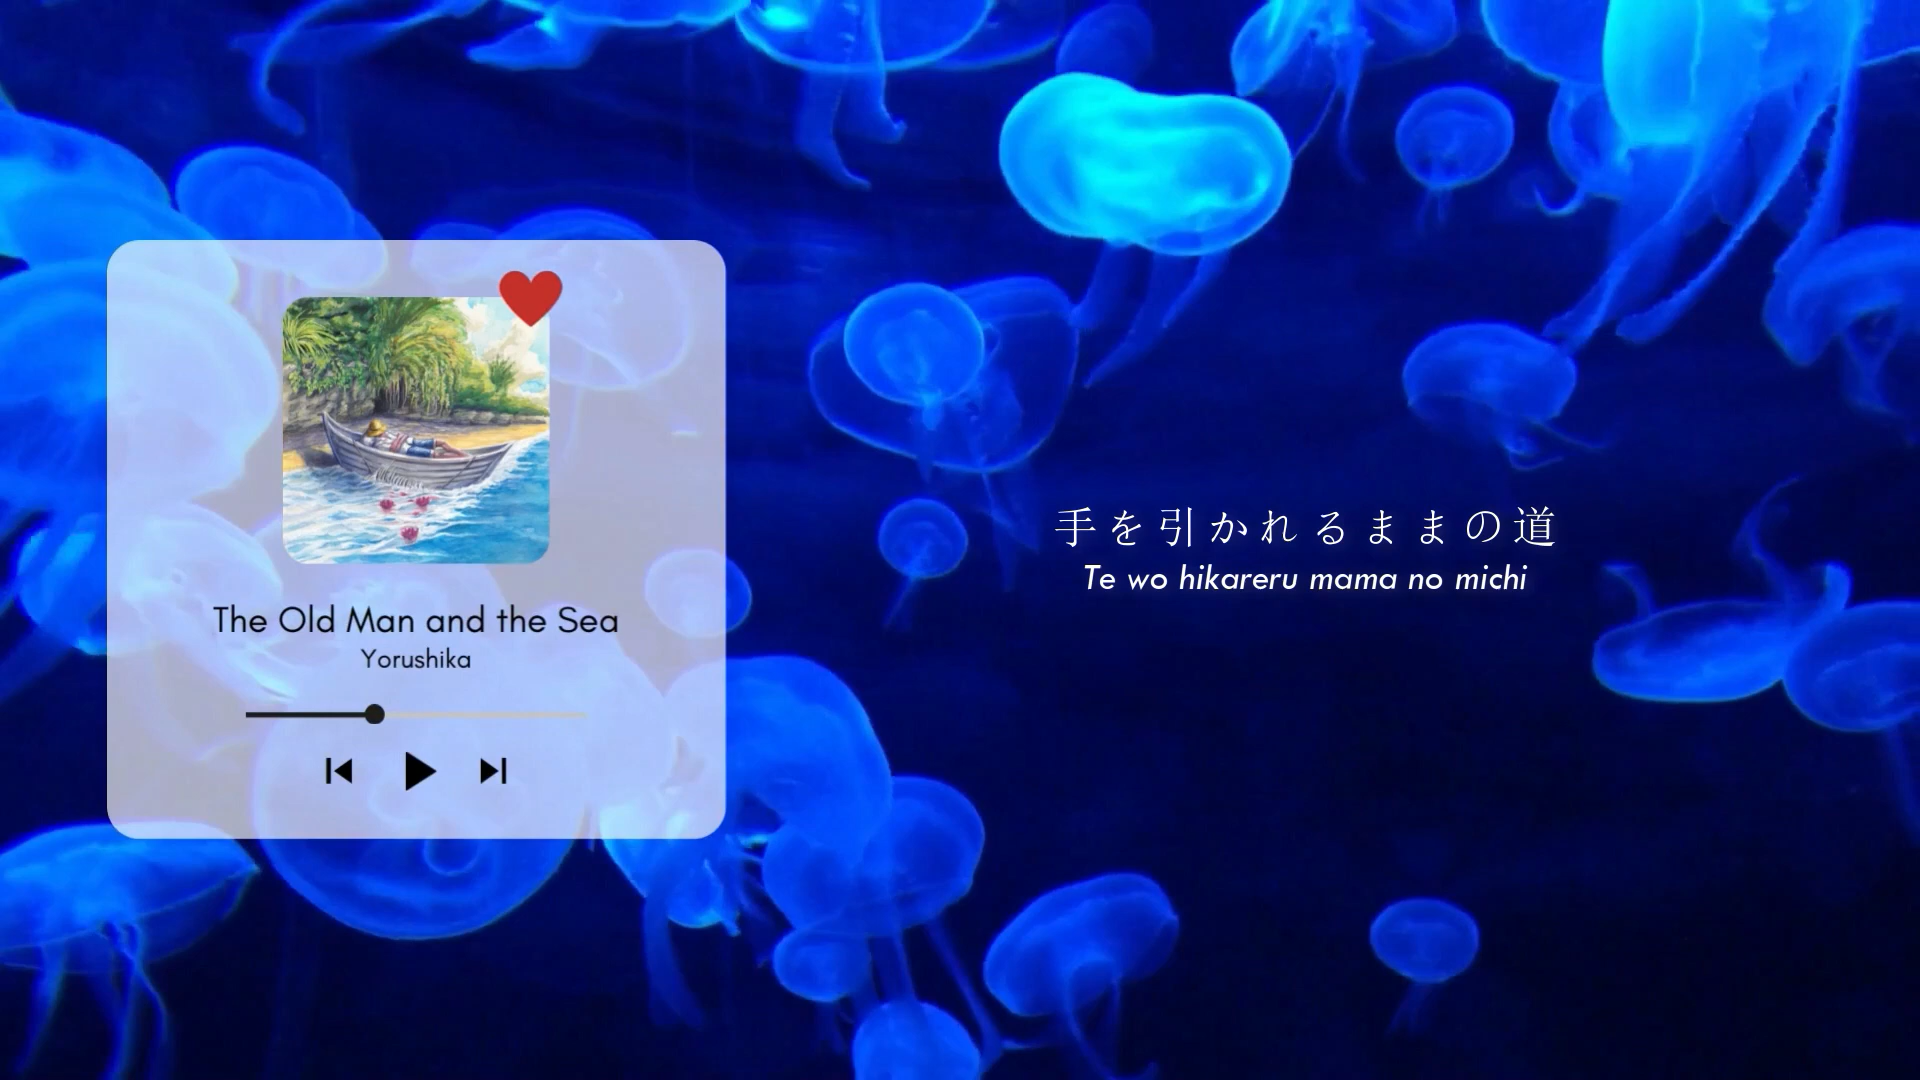 The Old Man and the Sea
Yorushika
手を引かれるままの道
Te wo hikareru mama no michi